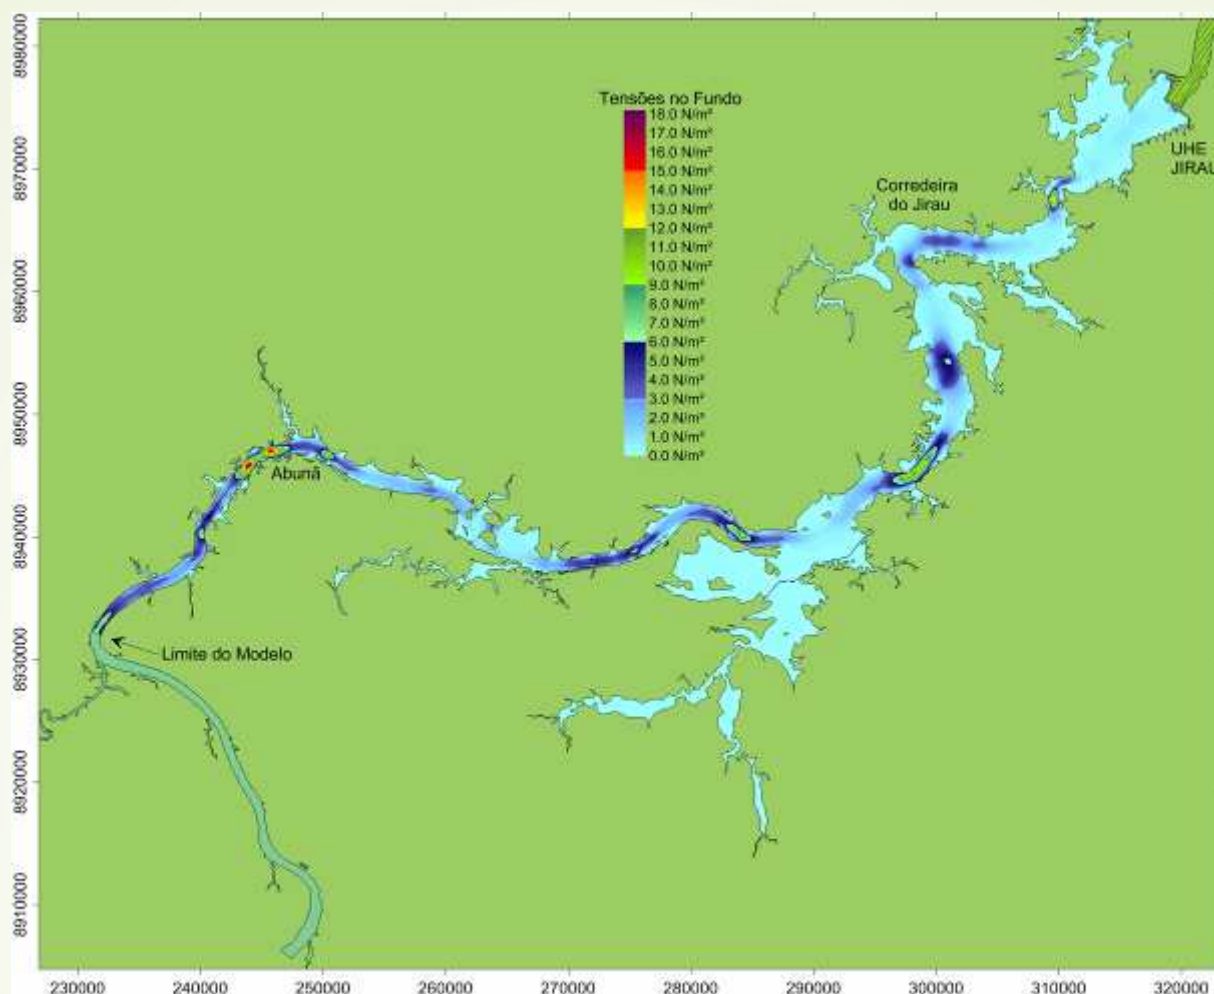 Tensões no Fundo
18.0 N/m²
17.0 N/m²
16.0 N/m²
15.0 N/m²
14.0 N/m²
13.0 N/m²
12.0 N/m²
11.0 N/m²
10.0 N/m²
9.0 N/m²
8.0 N/m²
7.0 N/m²
6.0 N/m²
5.0 N/m²
4.0 N/m²
3.0 N/m²
2.0 N/m²
1.0 N/m²
0.0 N/m²
UHE
JIRAU
Corredeira
do Jirau
Abunã
Limite do Modelo
8980000
8970000
8960000
8950000
8940000
8930000
8920000
8910000
230000
240000
250000
260000
270000
280000
290000
300000
310000
320000